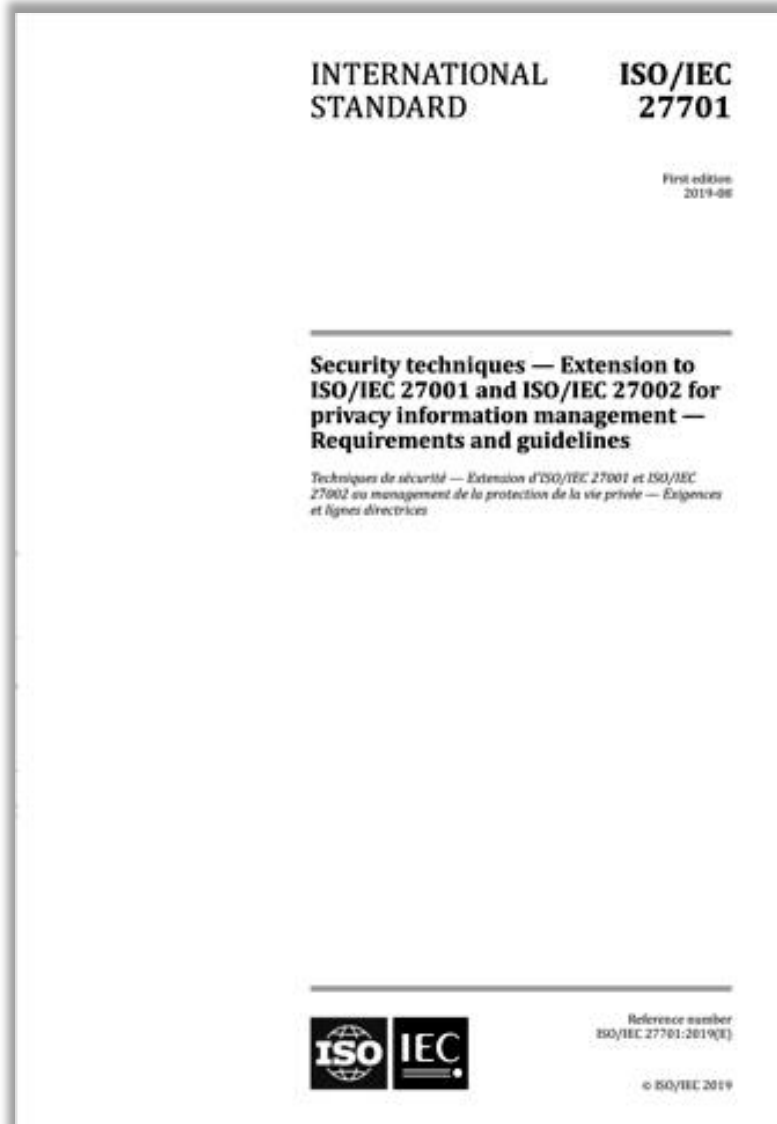 INTERNATIONAL STANDARD
ISO/IEC 27701
First edition
2019-08
Security techniques — Extension to
ISO/IEC 27001 and ISO/IEC 27002 for
privacy information management —
Requirements and guidelines
Techniques de sécurité — Extension d'ISO/IEC 27001 et ISO/IEC
27002 au management de la protection de la vie privée — Exigences
et lignes directrices
ISO
IEC
Reference number
ISO/IEC 27701:2019(E)
© ISO/IEC 2019